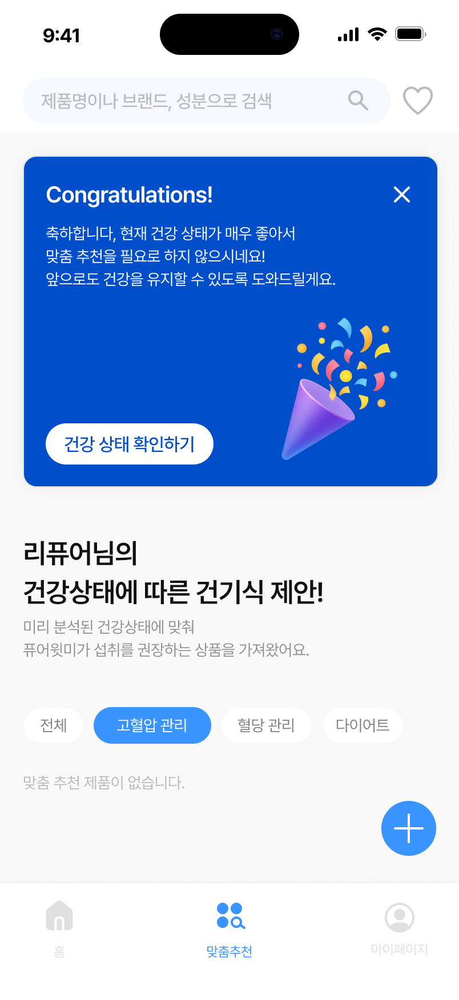 9:41
제품명이나 브랜드, 성분으로 검색
Congratulations!
축하합니다, 현재 건강 상태가 매우 좋아서
맞춤 추천을 필요로 하지 않으시네요!
앞으로도 건강을 유지할 수 있도록 도와드릴게요.
건강 상태 확인하기
리퓨어님의
건강상태에 따른 건기식 제안!
미리 분석된 건강상태에 맞춰
퓨어윗미가 섭취를 권장하는 상품을 가져왔어요.
전체 고혈압 관리 혈당 관리 다이어트
맞춤 추천 제품이 없습니다.
홈 맞춤추천 마이페이지